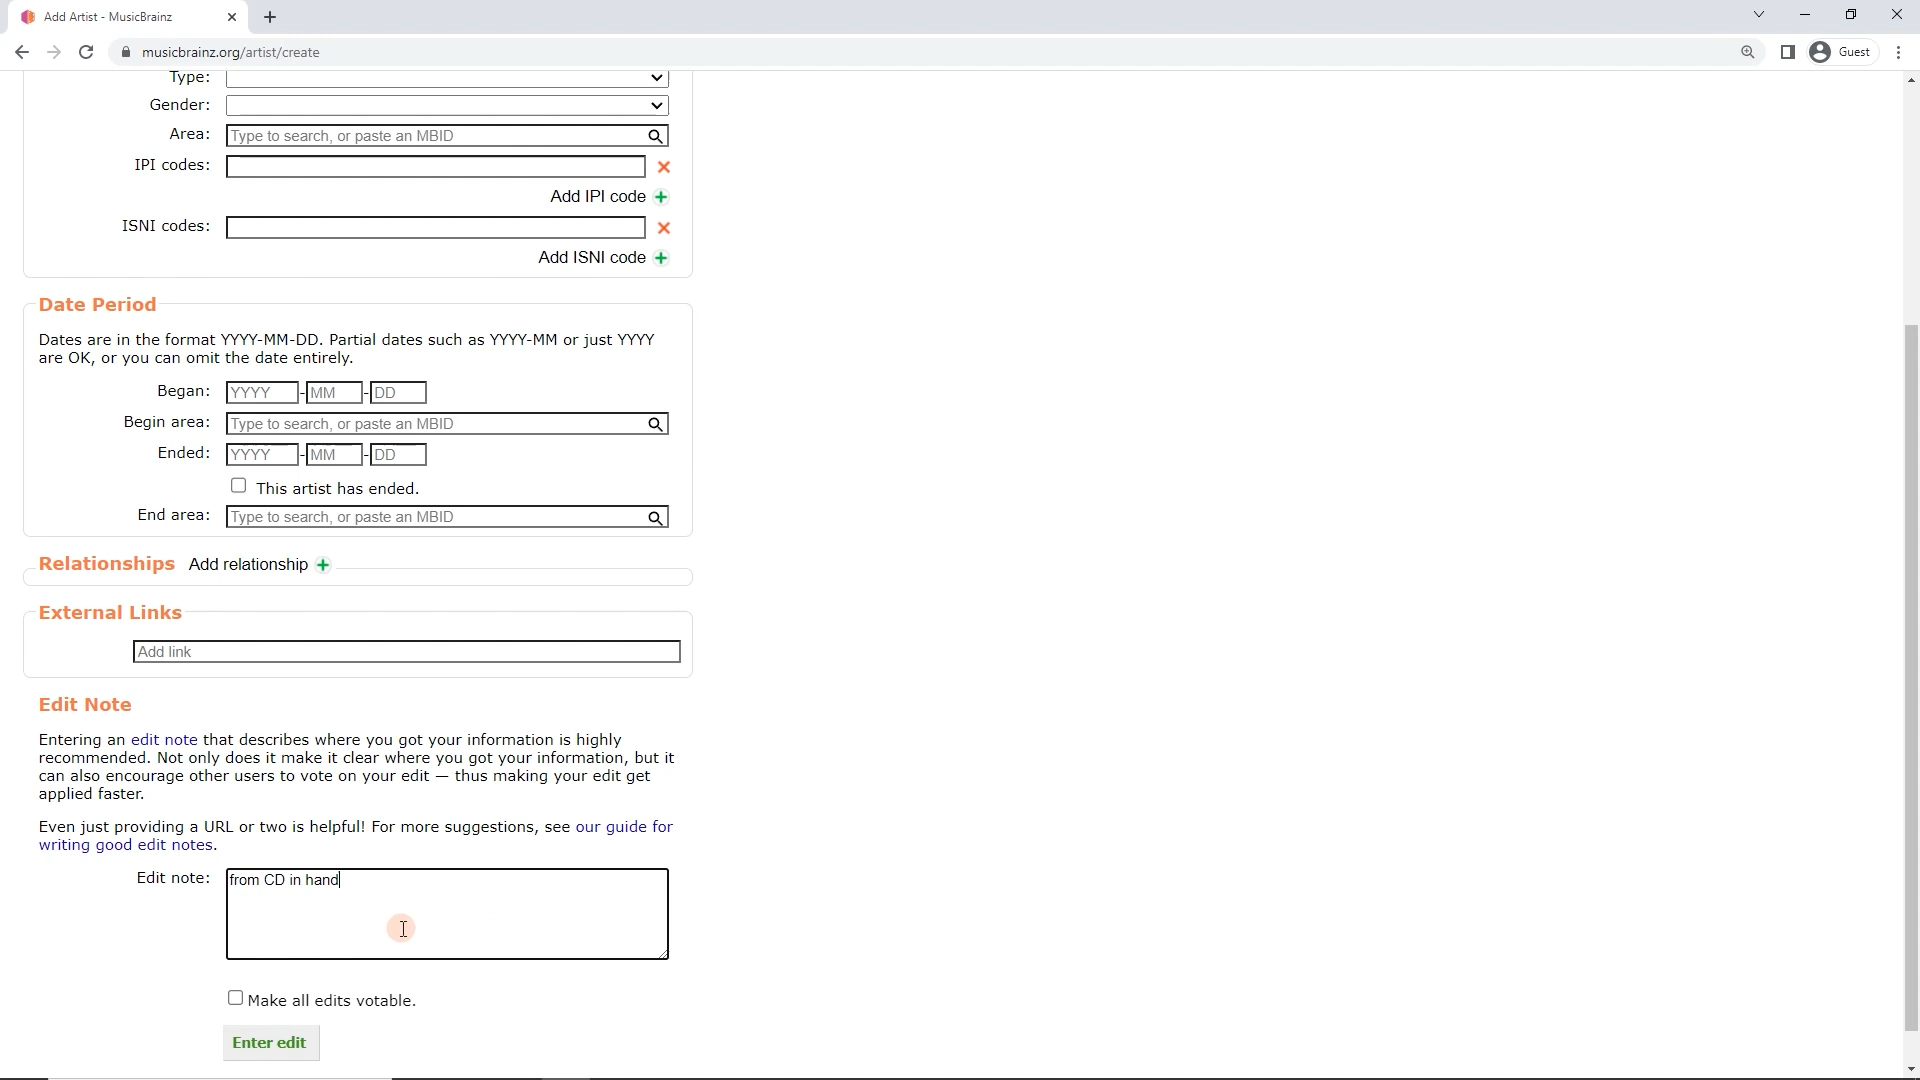 Add Artist - MusicBrainz
musicbrainz.org/artist/create
Guest
Type:
Gender:
Area: Type to search, or paste an MBID
IPI codes:
Add IPI code
ISNI codes:
Add ISNI code
Date Period
Dates are in the format YYYY-MM-DD. Partial dates such as YYYY-MM or just YYYY
are OK, or you can omit the date entirely.
Began: YYYY - MM - DD
Begin area: Type to search, or paste an MBID
Ended: YYYY - MM - DD
This artist has ended.
End area: Type to search, or paste an MBID
Relationships Add relationship
External Links
Add link
Edit Note
Entering an edit note that describes where you got your information is highly
recommended. Not only does it make it clear where you got your information, but it
can also encourage other users to vote on your edit — thus making your edit get
applied faster.
Even just providing a URL or two is helpful! For more suggestions, see our guide for
writing good edit notes.
Edit note: from CD in hand
Make all edits votable.
Enter edit